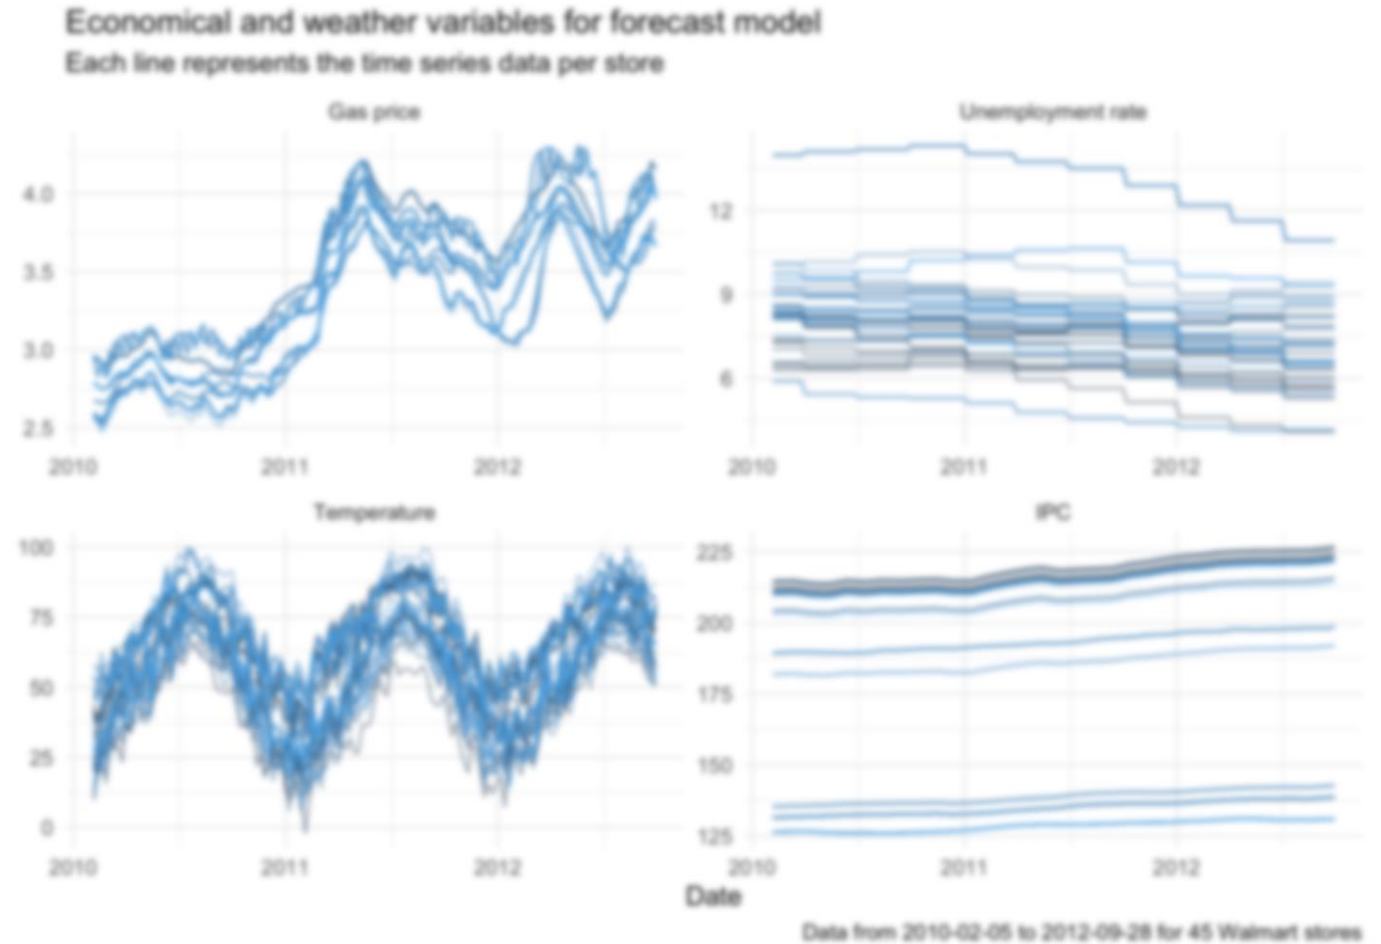 Economical and weather variables for forecast model
Each line represents the time series data per store
Gas price
4.0
3.5
3.0
2.5
2010 2011 2012
Unemployment rate
12
9
6
2010 2011 2012
Temperature
100
75
50
25
0
2010 2011 2012
IPC
225
200
175
150
125
2010 2011 2012
Date
Data from 2010-02-05 to 2012-09-28 for 45 Walmart stores